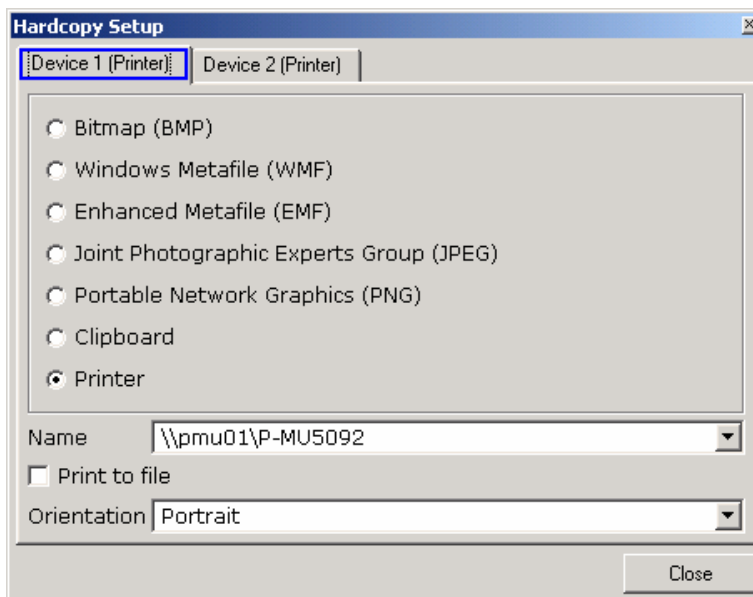 Hardcopy Setup
Device 1 (Printer) Device 2 (Printer)
Bitmap (BMP)
Windows Metafile (WMF)
Enhanced Metafile (EMF)
Joint Photographic Experts Group (JPEG)
Portable Network Graphics (PNG)
Clipboard
Printer
Name \\pmu01\P-MU5092
Print to file
Orientation Portrait
Close